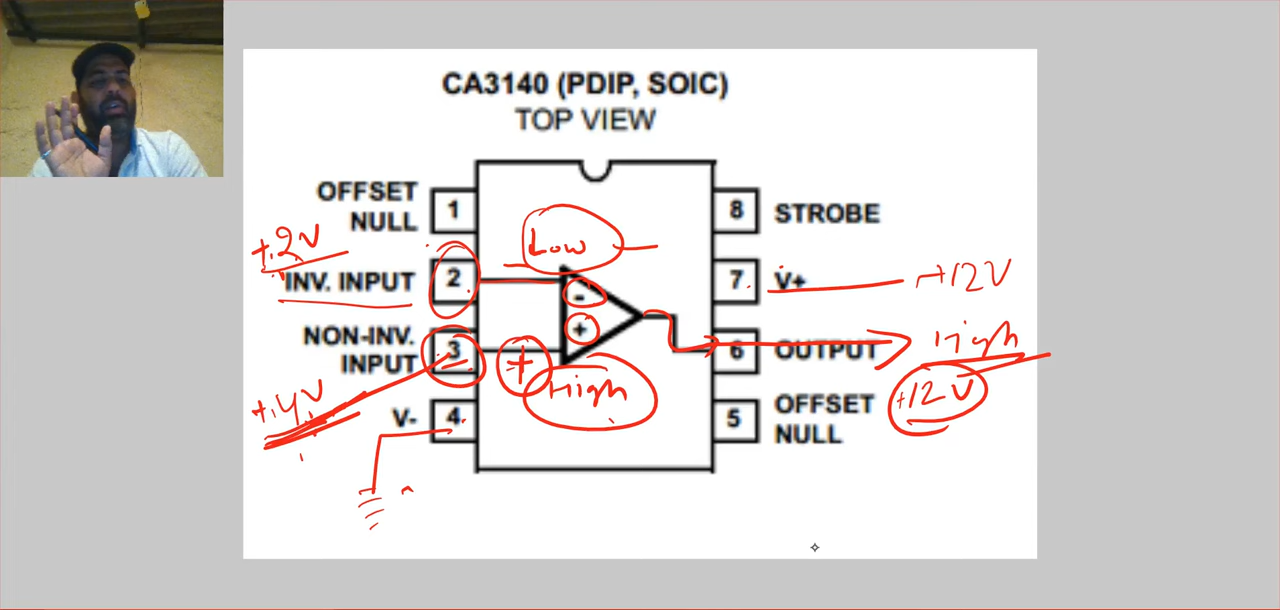 CA3140 (PDIP, SOIC)
TOP VIEW
OFFSET
NULL
1
8
STROBE
+2V
Low
INV. INPUT
2
-
7
V+
+12V
NON-INV.
INPUT
3
+
+
6
OUTPUT
High
High
+12V
+4V
V-
4
5
OFFSET
NULL